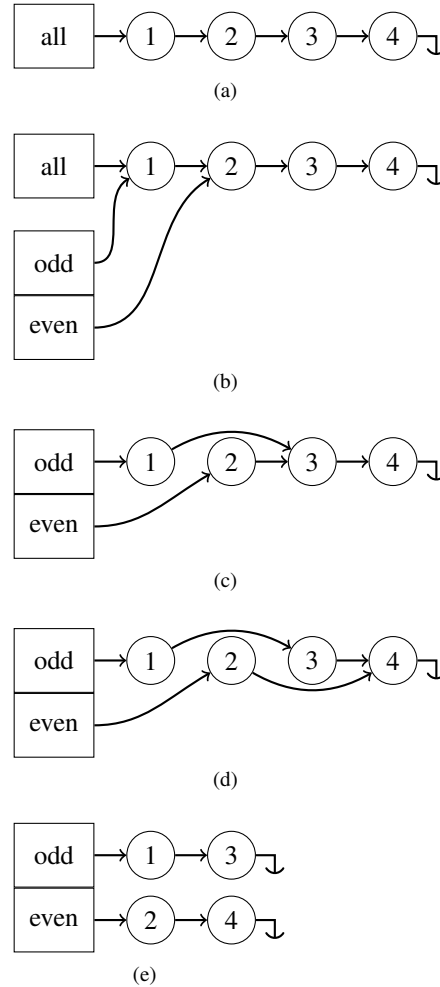 all 1 2 3 4
(a)
all 1 2 3 4
odd
even
(b)
odd 1 2 3 4
even
(c)
odd 1 2 3 4
even
(d)
odd 1 3
even 2 4
(e)